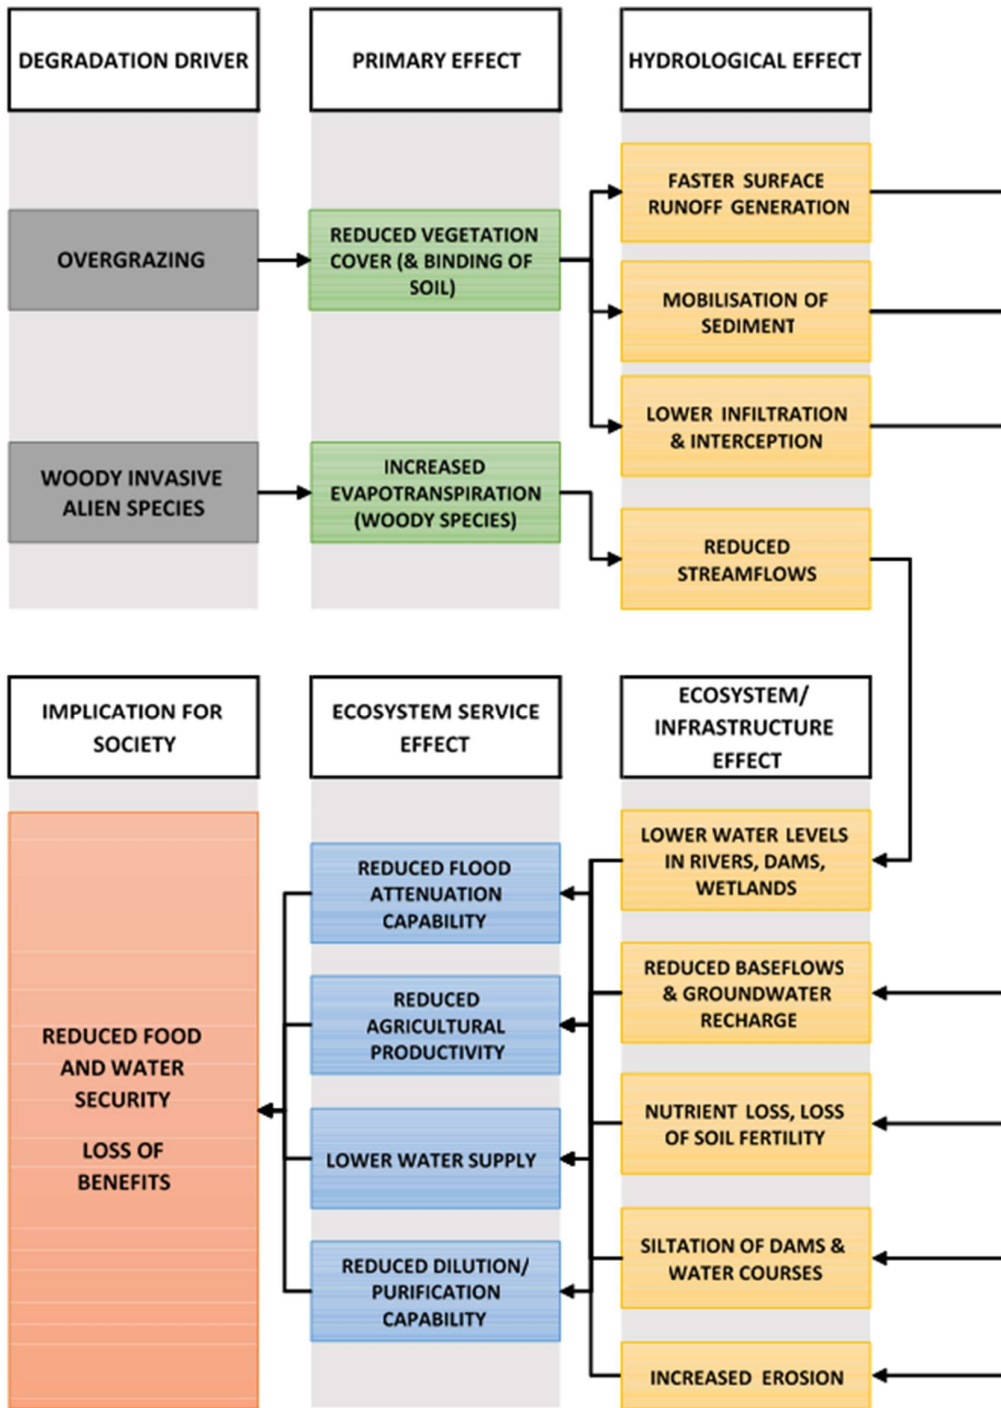 DEGRADATION DRIVER
PRIMARY EFFECT
HYDROLOGICAL EFFECT
OVERGRAZING
REDUCED VEGETATION
COVER (& BINDING OF
SOIL)
FASTER SURFACE
RUNOFF GENERATION
MOBILISATION OF
SEDIMENT
LOWER INFILTRATION
& INTERCEPTION
WOODY INVASIVE
ALIEN SPECIES
INCREASED
EVAPOTRANSPIRATION
(WOODY SPECIES)
REDUCED
STREAMFLOWS
IMPLICATION FOR
SOCIETY
ECOSYSTEM SERVICE
EFFECT
ECOSYSTEM/
INFRASTRUCTURE
EFFECT
REDUCED FOOD
AND WATER
SECURITY
LOSS OF
BENEFITS
REDUCED FLOOD
ATTENUATION
CAPABILITY
REDUCED
AGRICULTURAL
PRODUCTIVITY
LOWER WATER SUPPLY
REDUCED DILUTION/
PURIFICATION
CAPABILITY
LOWER WATER LEVELS
IN RIVERS, DAMS,
WETLANDS
REDUCED BASEFLOWS
& GROUNDWATER
RECHARGE
NUTRIENT LOSS, LOSS
OF SOIL FERTILITY
SILTATION OF DAMS &
WATER COURSES
INCREASED EROSION